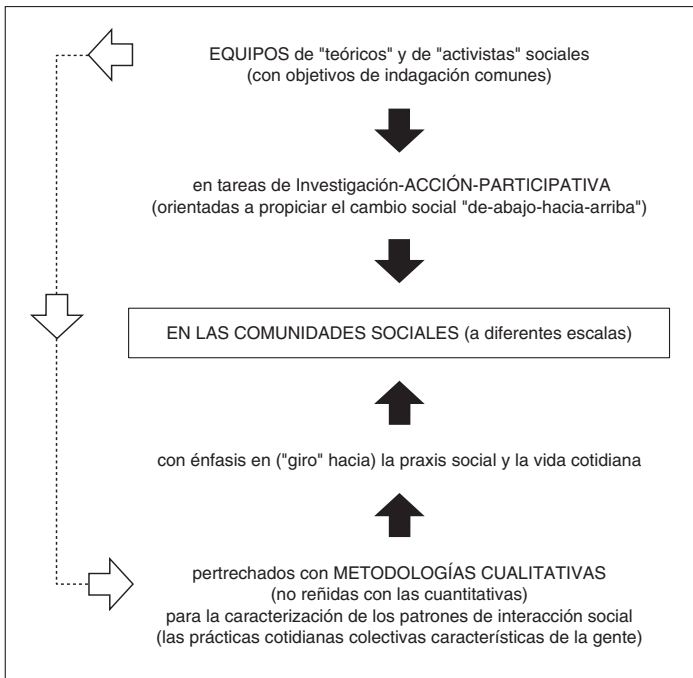 EQUIPOS de "teóricos" y de "activistas" sociales
(con objetivos de indagación comunes)
en tareas de Investigación-ACCIÓN-PARTICIPATIVA
(orientadas a propiciar el cambio social "de-abajo-hacia-arriba")
EN LAS COMUNIDADES SOCIALES (a diferentes escalas)
con énfasis en ("giro" hacia) la praxis social y la vida cotidiana
pertrechados con METODOLOGÍAS CUALITATIVAS
(no reñidas con las cuantitativas)
para la caracterización de los patrones de interacción social
(las prácticas cotidianas colectivas características de la gente)